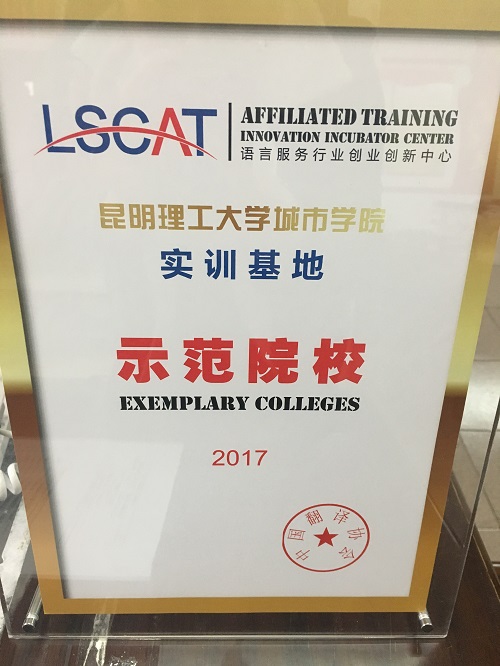 LSCAT
AFFILIATED TRAINING
INNOVATION INCUBATOR CENTER
语言服务行业创业创新中心
昆明理工大学城市学院
实训基地
示范院校
EXEMPLARY COLLEGES
2017
中国翻译协会